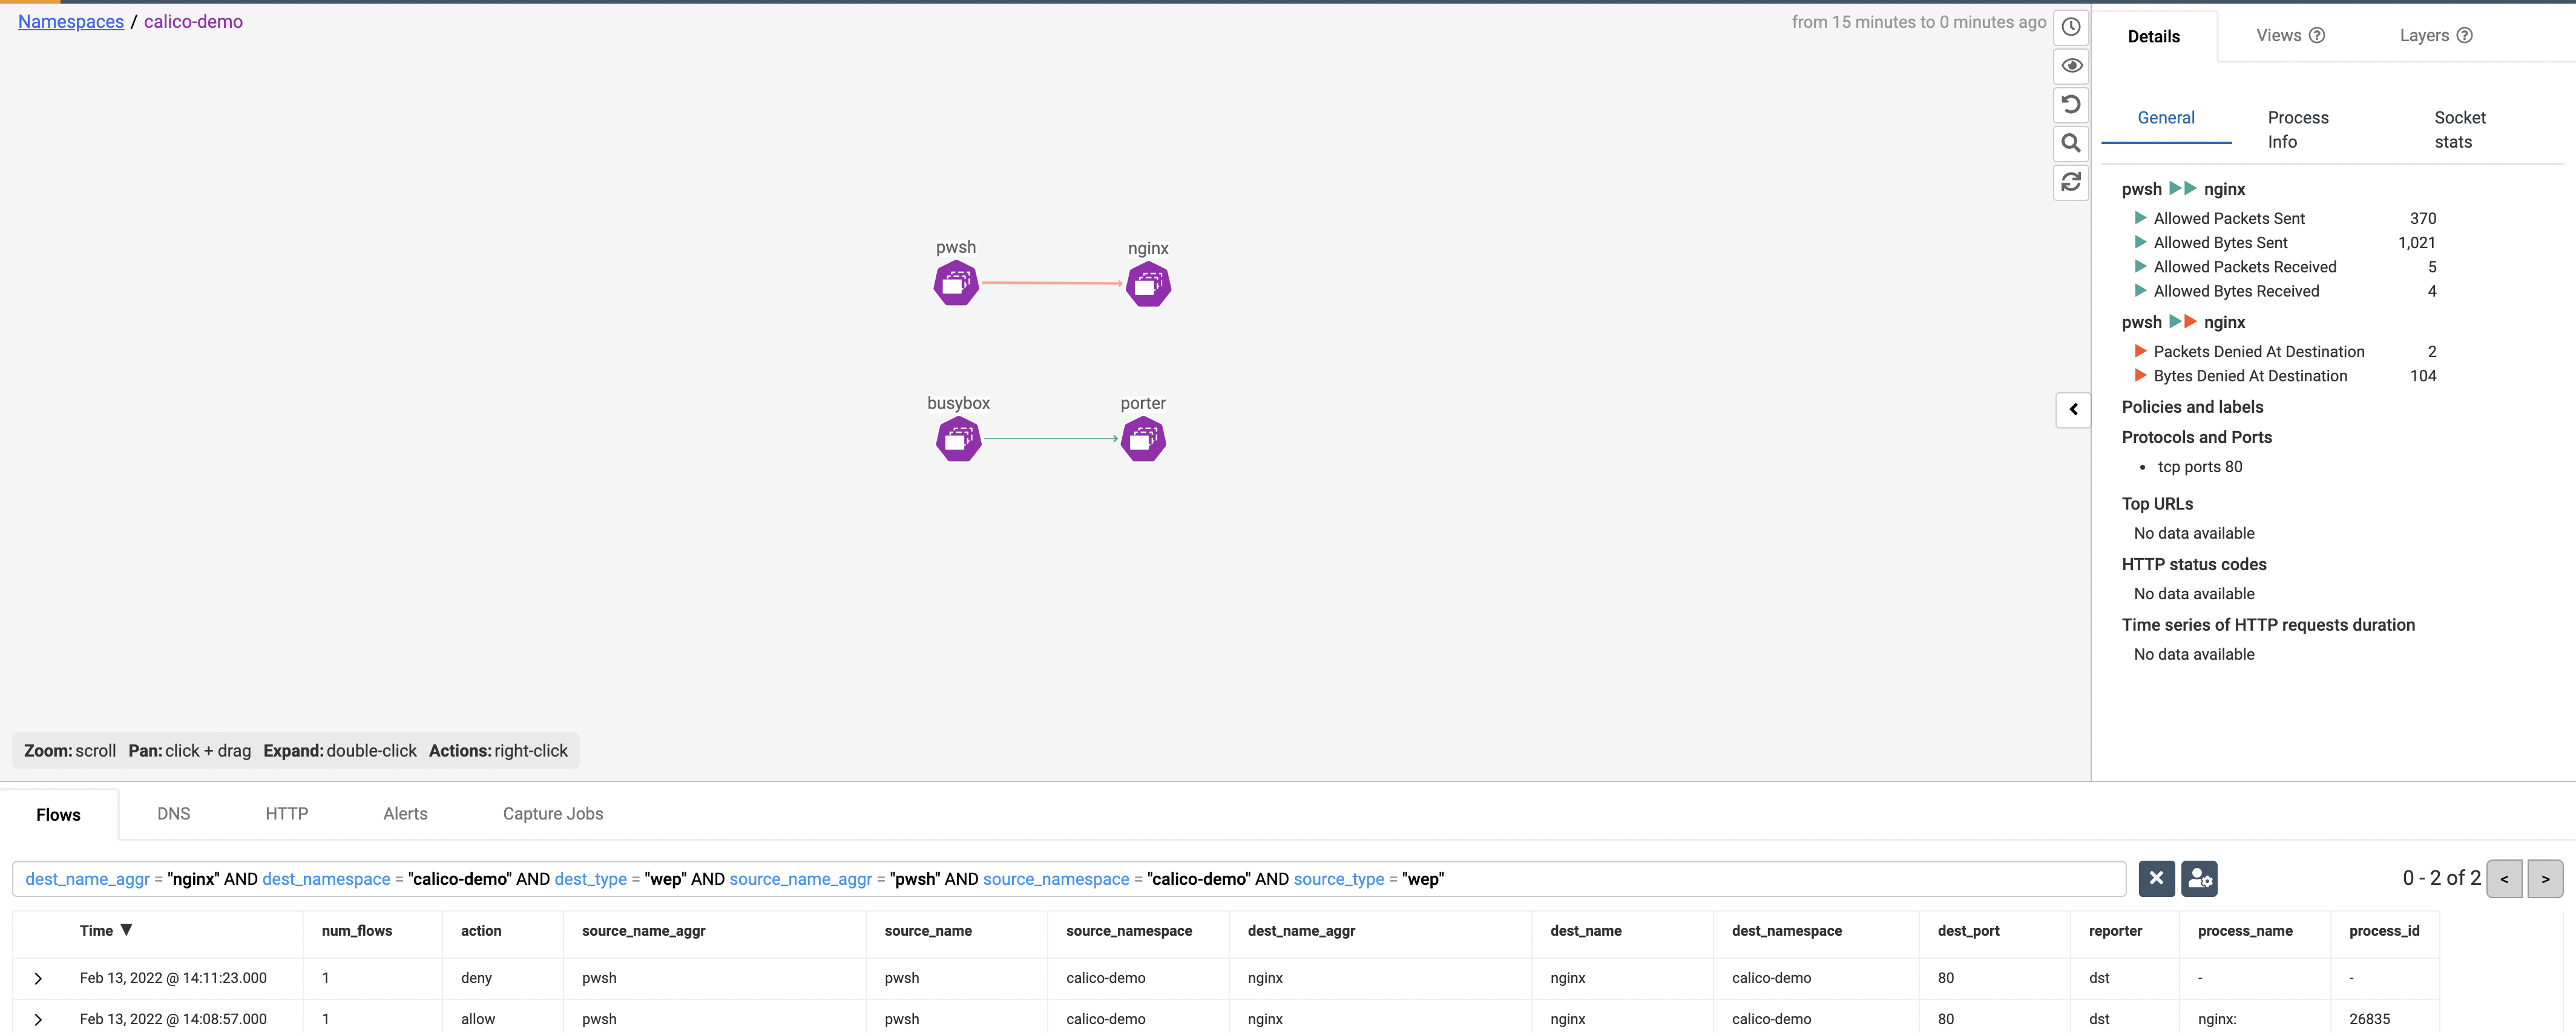 Namespaces / calico-demo
from 15 minutes to 0 minutes ago
pwsh
nginx
busybox
porter
Zoom: scroll Pan: click + drag Expand: double-click Actions: right-click
Details
Views
Layers
General
Process Info
Socket stats
pwsh nginx
Allowed Packets Sent 370
Allowed Bytes Sent 1,021
Allowed Packets Received 5
Allowed Bytes Received 4
pwsh nginx
Packets Denied At Destination 2
Bytes Denied At Destination 104
Policies and labels
Protocols and Ports
• tcp ports 80
Top URLs
No data available
HTTP status codes
No data available
Time series of HTTP requests duration
No data available
Flows DNS HTTP Alerts Capture Jobs
dest_name_aggr = "nginx" AND dest_namespace = "calico-demo" AND dest_type = "wep" AND source_name_aggr = "pwsh" AND source_namespace = "calico-demo" AND source_type = "wep"
0 - 2 of 2 < >
Time ▼ num_flows action source_name_aggr source_name source_namespace dest_name_aggr dest_name dest_namespace dest_port reporter process_name process_id
Feb 13, 2022 @ 14:11:23.000 1 deny pwsh pwsh calico-demo nginx nginx calico-demo 80 dst - -
Feb 13, 2022 @ 14:08:57.000 1 allow pwsh pwsh calico-demo nginx nginx calico-demo 80 dst nginx: 26835